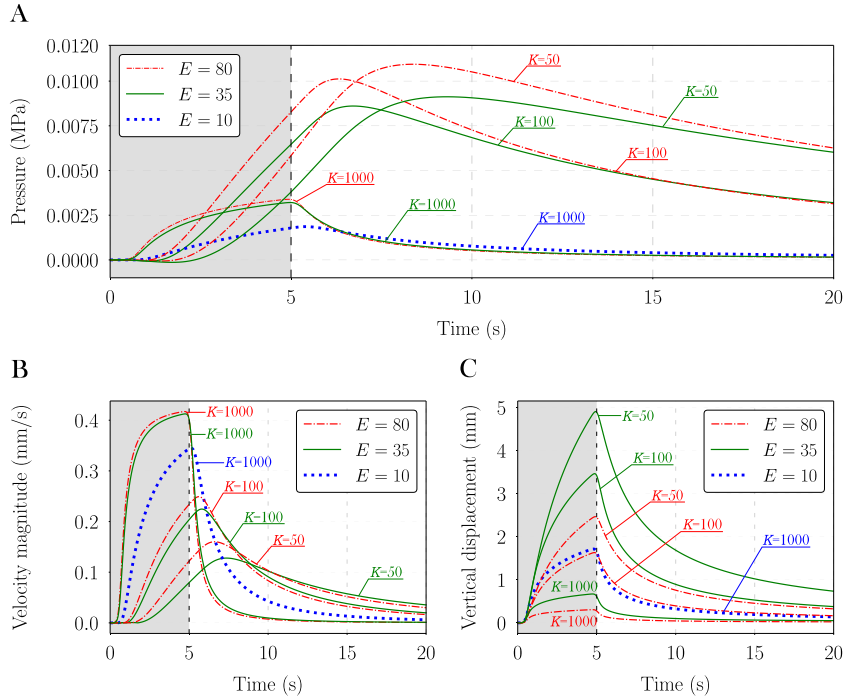 A
0.0120
0.0100
0.0075
0.0050
0.0025
0.0000
Pressure (MPa)
E = 80
E = 35
E = 10
K=50
K=50
K=100
K=100
K=1000
K=1000
K=1000
0 5 10 15 20
Time (s)
B
0.4
0.3
0.2
0.1
0.0
Velocity magnitude (mm/s)
E = 80
E = 35
E = 10
K=1000
K=1000
K=1000
K=100
K=100
K=50
K=50
0 5 10 15 20
Time (s)
C
5
4
3
2
1
0
Vertical displacement (mm)
E = 80
E = 35
E = 10
K=50
K=100
K=50
K=100
K=1000
K=1000
K=1000
0 5 10 15 20
Time (s)